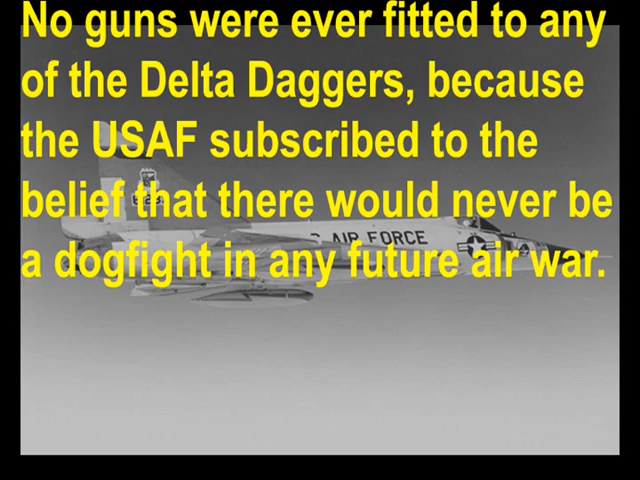 No guns were ever fitted to any
of the Delta Daggers, because
the USAF subscribed to the
belief that there would never be
a dogfight in any future air war.
AIR FORCE